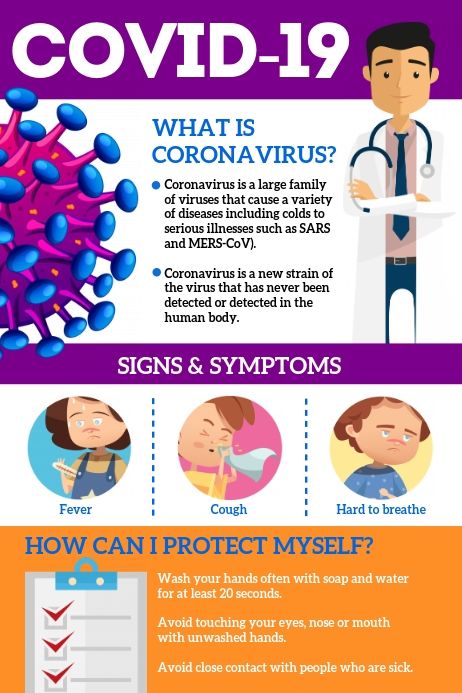 COVID-19
WHAT IS
CORONAVIRUS?
Coronavirus is a large family
of viruses that cause a variety
of diseases including colds to
serious illnesses such as SARS
and MERS-CoV).
Coronavirus is a new strain of
the virus that has never been
detected or detected in the
human body.
SIGNS & SYMPTOMS
Fever
Cough
Hard to breathe
HOW CAN I PROTECT MYSELF?
Wash your hands often with soap and water
for at least 20 seconds.
Avoid touching your eyes, nose or mouth
with unwashed hands.
Avoid close contact with people who are sick.